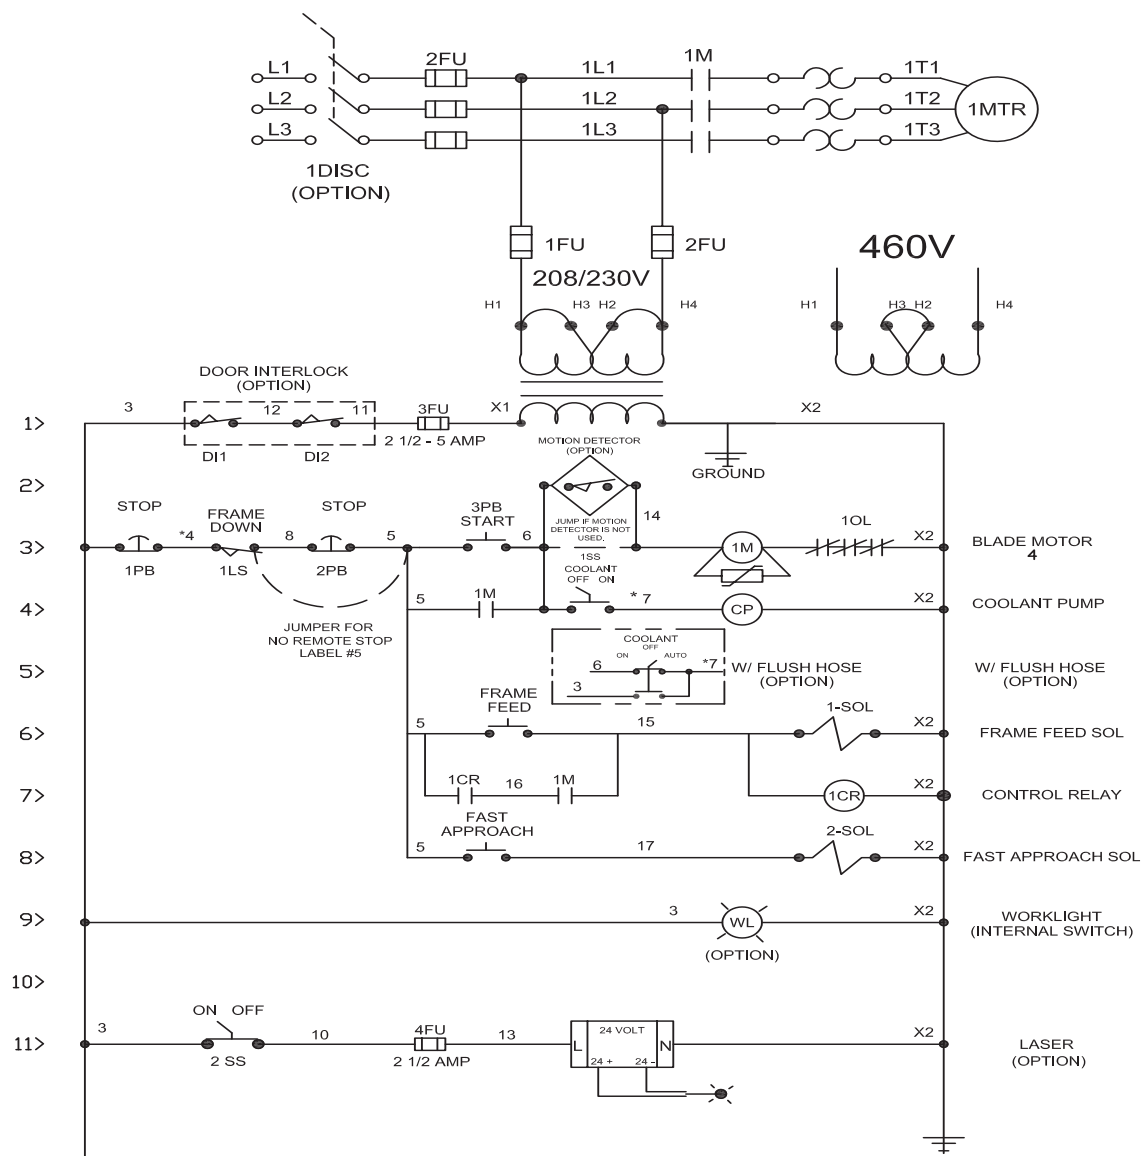 2FU
1M
L1
1L1
1T1
L2
1L2
1T2
1MTR
L3
1L3
1T3
1DISC
(OPTION)
1FU
2FU
460V
208/230V
H1
H3
H2
H4
H1
H3
H2
H4
DOOR INTERLOCK
(OPTION)
1>
3
12
11
3FU
X1
X2
2 1/2 - 5 AMP
DI1
DI2
GROUND
MOTION DETECTOR
(OPTION)
2>
14
JUMP IF MOTION
DETECTOR IS NOT
USED.
STOP
FRAME
DOWN
STOP
3PB
START
1OL
3>
*4
8
5
6
1M
X2
BLADE MOTOR
4
1PB
1LS
2PB
1SS
COOLANT
OFF ON
4>
5
1M
* 7
CP
X2
COOLANT PUMP
JUMPER FOR
NO REMOTE STOP
LABEL #5
COOLANT
OFF
ON
AUTO
5>
6
*7
3
W/ FLUSH HOSE
(OPTION)
W/ FLUSH HOSE
(OPTION)
FRAME
FEED
6>
5
15
1-SOL
X2
FRAME FEED SOL
7>
1CR
16
1M
1CR
X2
CONTROL RELAY
FAST
APPROACH
8>
5
17
2-SOL
X2
FAST APPROACH SOL
9>
3
WL
X2
WORKLIGHT
(INTERNAL SWITCH)
(OPTION)
10>
ON OFF
11>
3
10
4FU
13
24 VOLT
L
N
24 +
24 -
X2
LASER
(OPTION)
2 SS
2 1/2 AMP